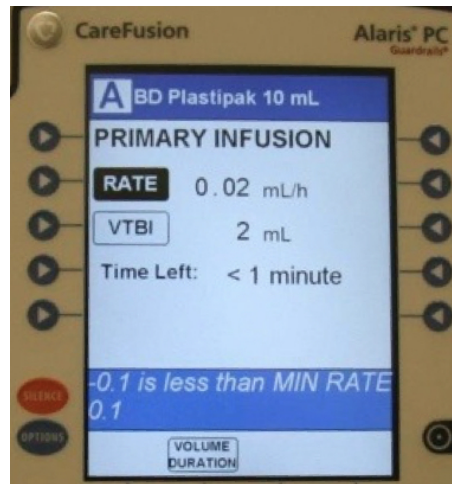 CareFusion
Alaris® PC
Guardrails®
A BD Plastipak 10 mL
PRIMARY INFUSION
RATE 0.02 mL/h
VTBI 2 mL
Time Left: < 1 minute
-0.1 is less than MIN RATE
0.1
SILENCE
OPTIONS
VOLUME
DURATION